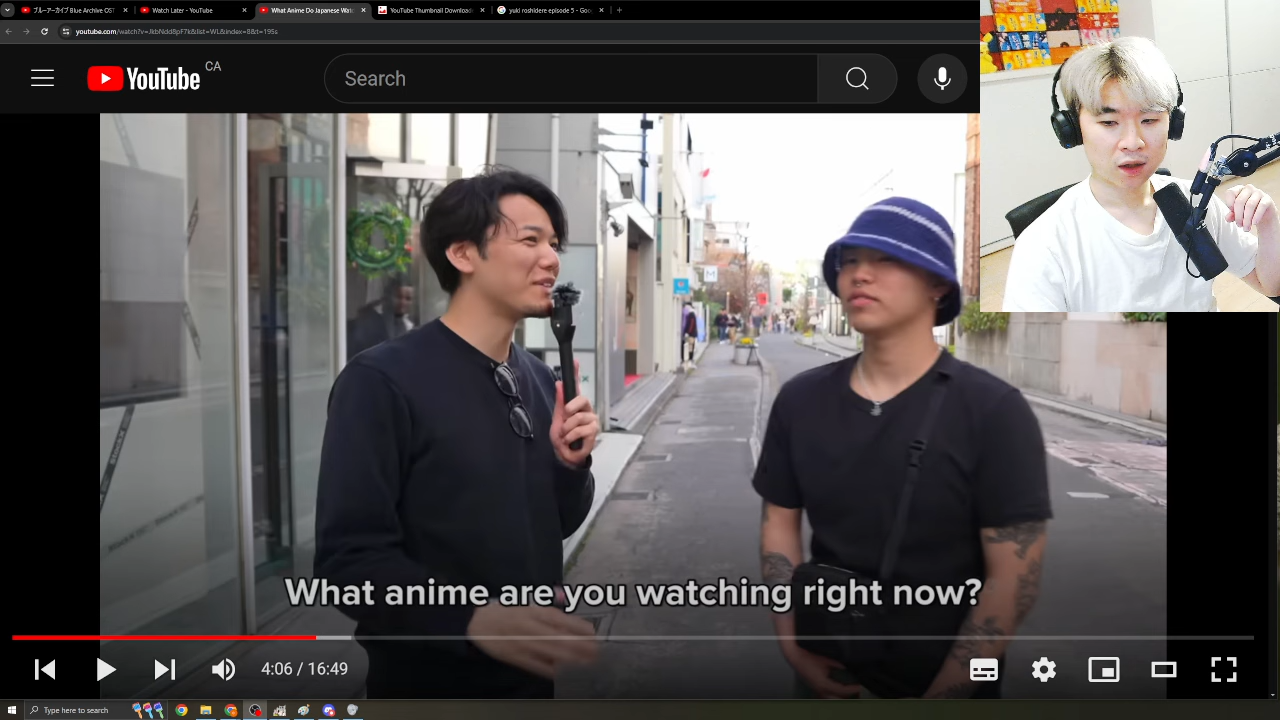 ブルーアーカイブ Blue Archive OST
Watch Later - YouTube
What Anime Do Japanese Wat
YouTube Thumbnail Download
yuki roshidere episode 5 - Goo
YouTube
CA
Search
M
What anime are you watching right now?
4:06 / 16:49
Type here to search